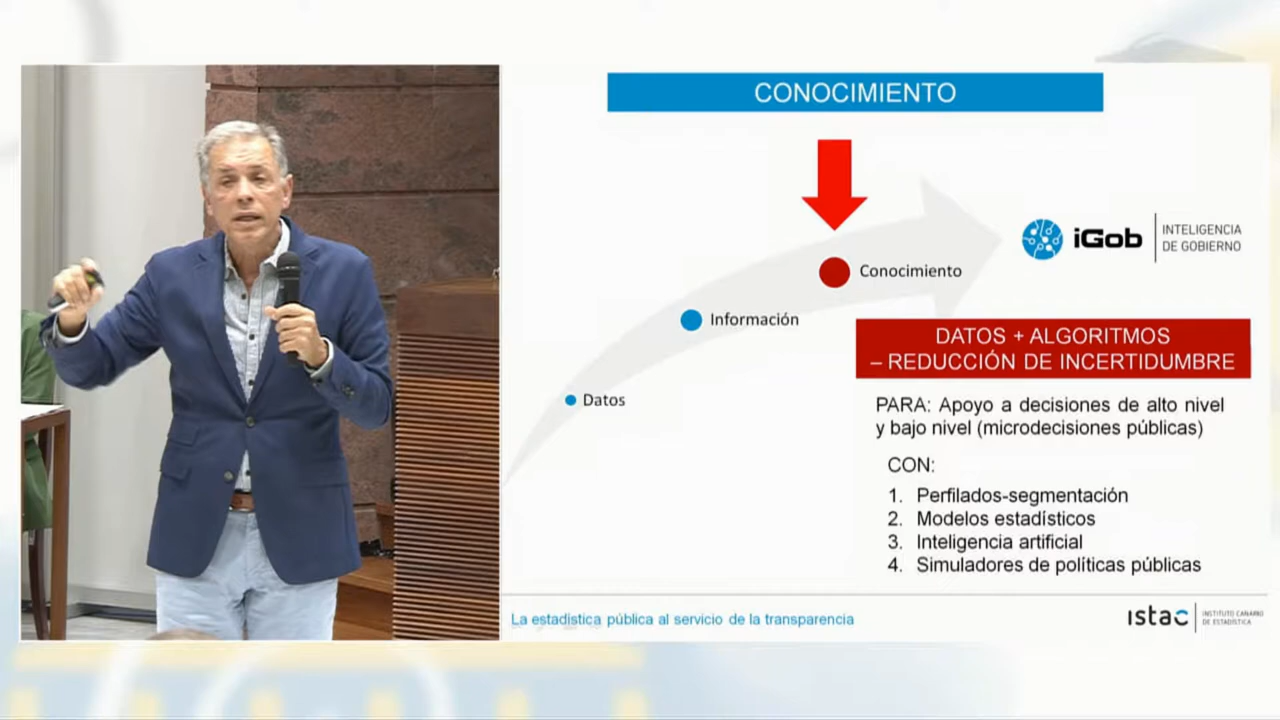 CONOCIMIENTO
iGob
INTELIGENCIA
DE GOBIERNO
Conocimiento
Información
Datos
DATOS + ALGORITMOS
– REDUCCIÓN DE INCERTIDUMBRE
PARA: Apoyo a decisiones de alto nivel
y bajo nivel (microdecisiones públicas)
CON:
1. Perfilados-segmentación
2. Modelos estadísticos
3. Inteligencia artificial
4. Simuladores de políticas públicas
La estadística pública al servicio de la transparencia
istac
INSTITUTO CANARIO
DE ESTADÍSTICA